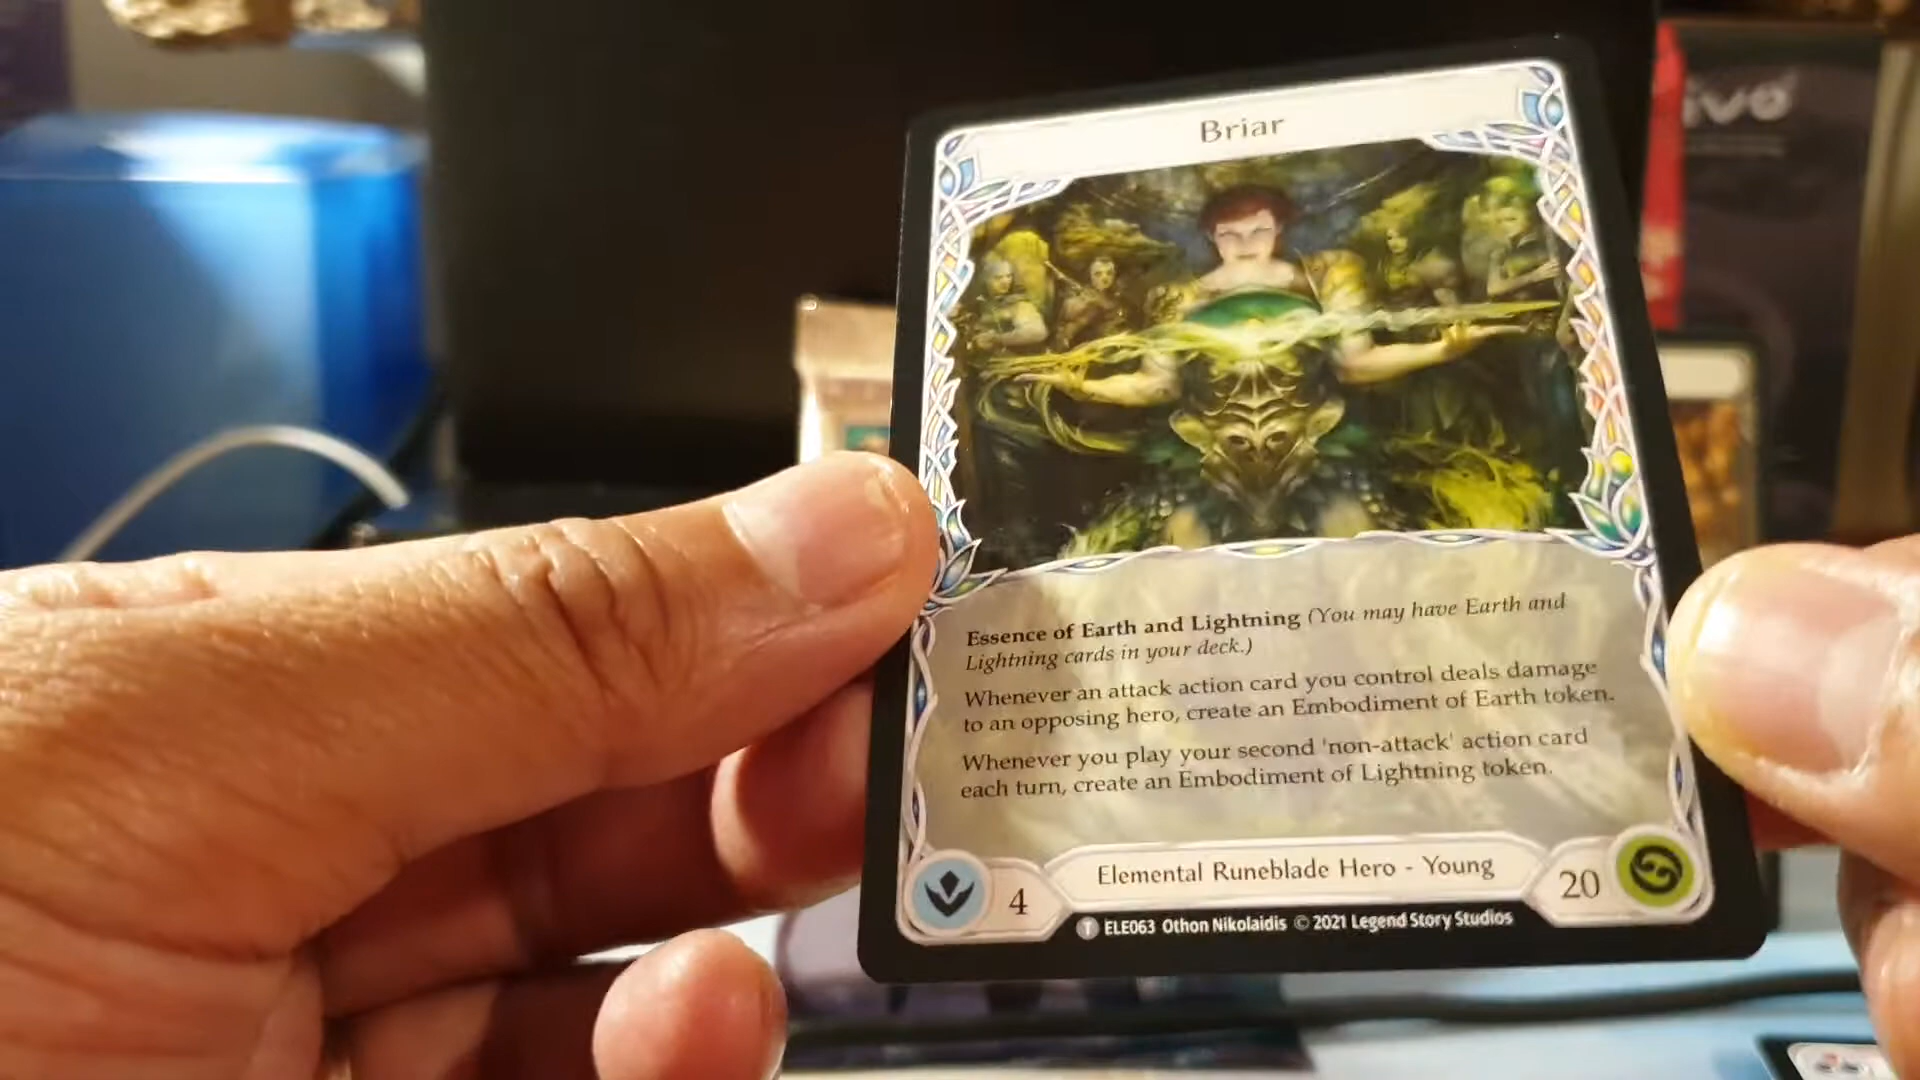 Briar
ivo
Essence of Earth and Lightning (You may have Earth and
Lightning cards in your deck.)
Whenever an attack action card you control deals damage
to an opposing hero, create an Embodiment of Earth token.
Whenever you play your second 'non-attack' action card
each turn, create an Embodiment of Lightning token.
4
Elemental Runeblade Hero - Young
20
T ELE063 Othon Nikolaidis © 2021 Legend Story Studios